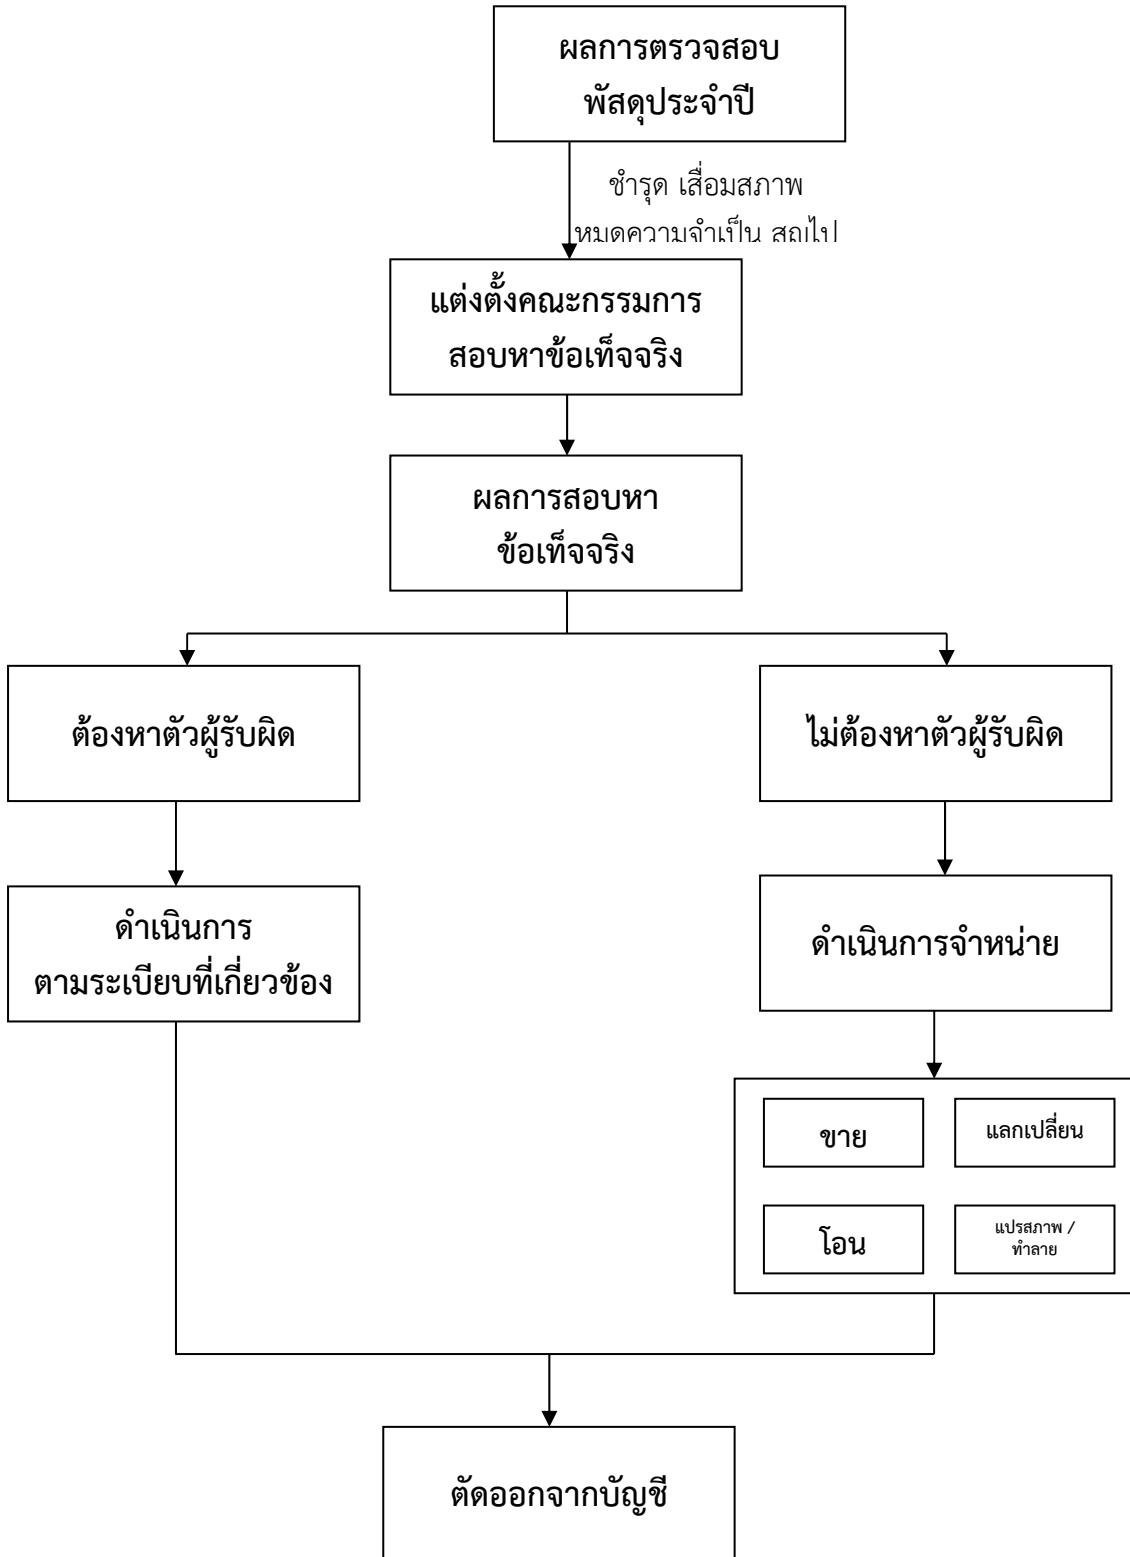 ผลการตรวจสอบ
พัสดุประจำปี
ชำรุด เสื่อมสภาพ
หมดความจำเป็น สูญไป
แต่งตั้งคณะกรรมการ
สอบหาข้อเท็จจริง
ผลการสอบหา
ข้อเท็จจริง
ต้องหาตัวผู้รับผิด
ไม่ต้องหาตัวผู้รับผิด
ดำเนินการ
ตามระเบียบที่เกี่ยวข้อง
ดำเนินการจำหน่าย
ขาย
แลกเปลี่ยน
โอน
แปรสภาพ /
ทำลาย
ตัดออกจากบัญชี